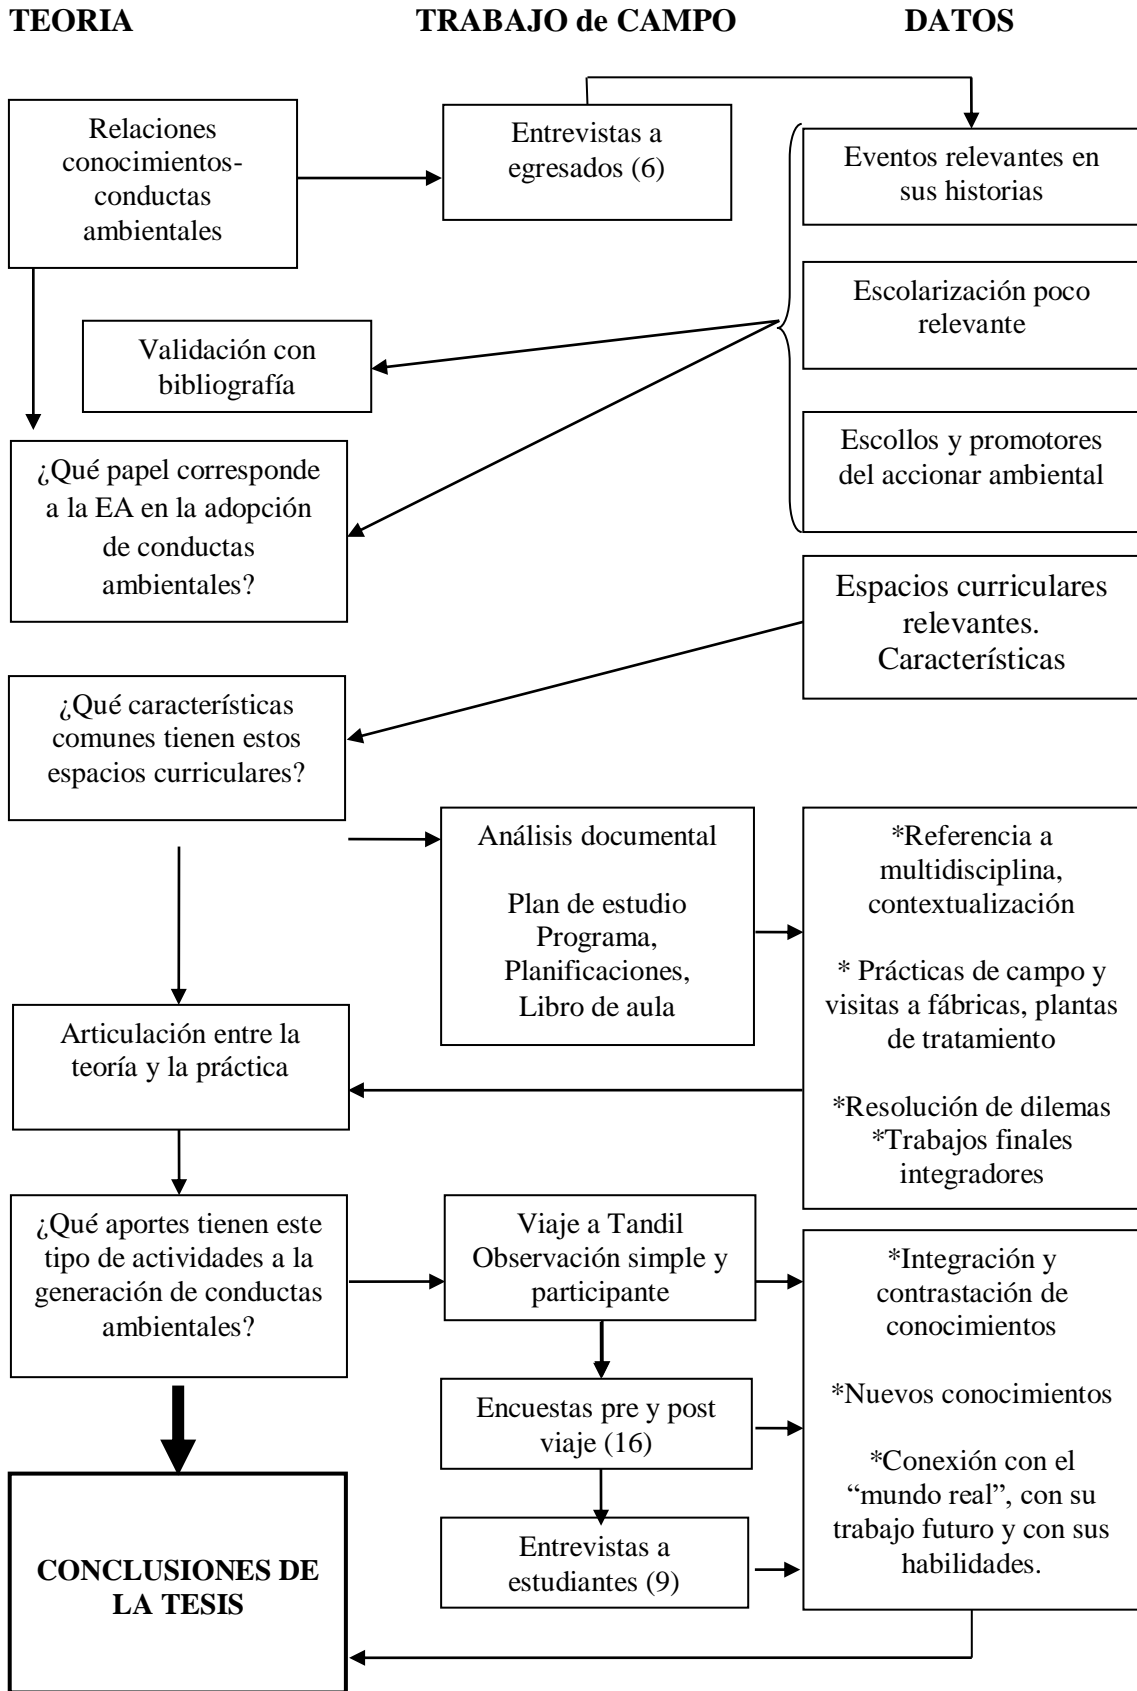 TEORIA
TRABAJO de CAMPO
DATOS
Relaciones
conocimientos-
conductas
ambientales
Entrevistas a
egresados (6)
Eventos relevantes en
sus historias
Escolarización poco
relevante
Validación con
bibliografía
Escollos y promotores
del accionar ambiental
¿Qué papel corresponde
a la EA en la adopción
de conductas
ambientales?
Espacios curriculares
relevantes.
Características
¿Qué características
comunes tienen estos
espacios curriculares?
Análisis documental
Plan de estudio
Programa,
Planificaciones,
Libro de aula
*Referencia a
multidisciplina,
contextualización
* Prácticas de campo y
visitas a fábricas, plantas
de tratamiento
*Resolución de dilemas
*Trabajos finales
integradores
Articulación entre la
teoría y la práctica
¿Qué aportes tienen este
tipo de actividades a la
generación de conductas
ambientales?
Viaje a Tandil
Observación simple y
participante
*Integración y
contrastación de
conocimientos
*Nuevos conocimientos
*Conexión con el
“mundo real”, con su
trabajo futuro y con sus
habilidades.
Encuestas pre y post
viaje (16)
Entrevistas a
estudiantes (9)
CONCLUSIONES DE
LA TESIS